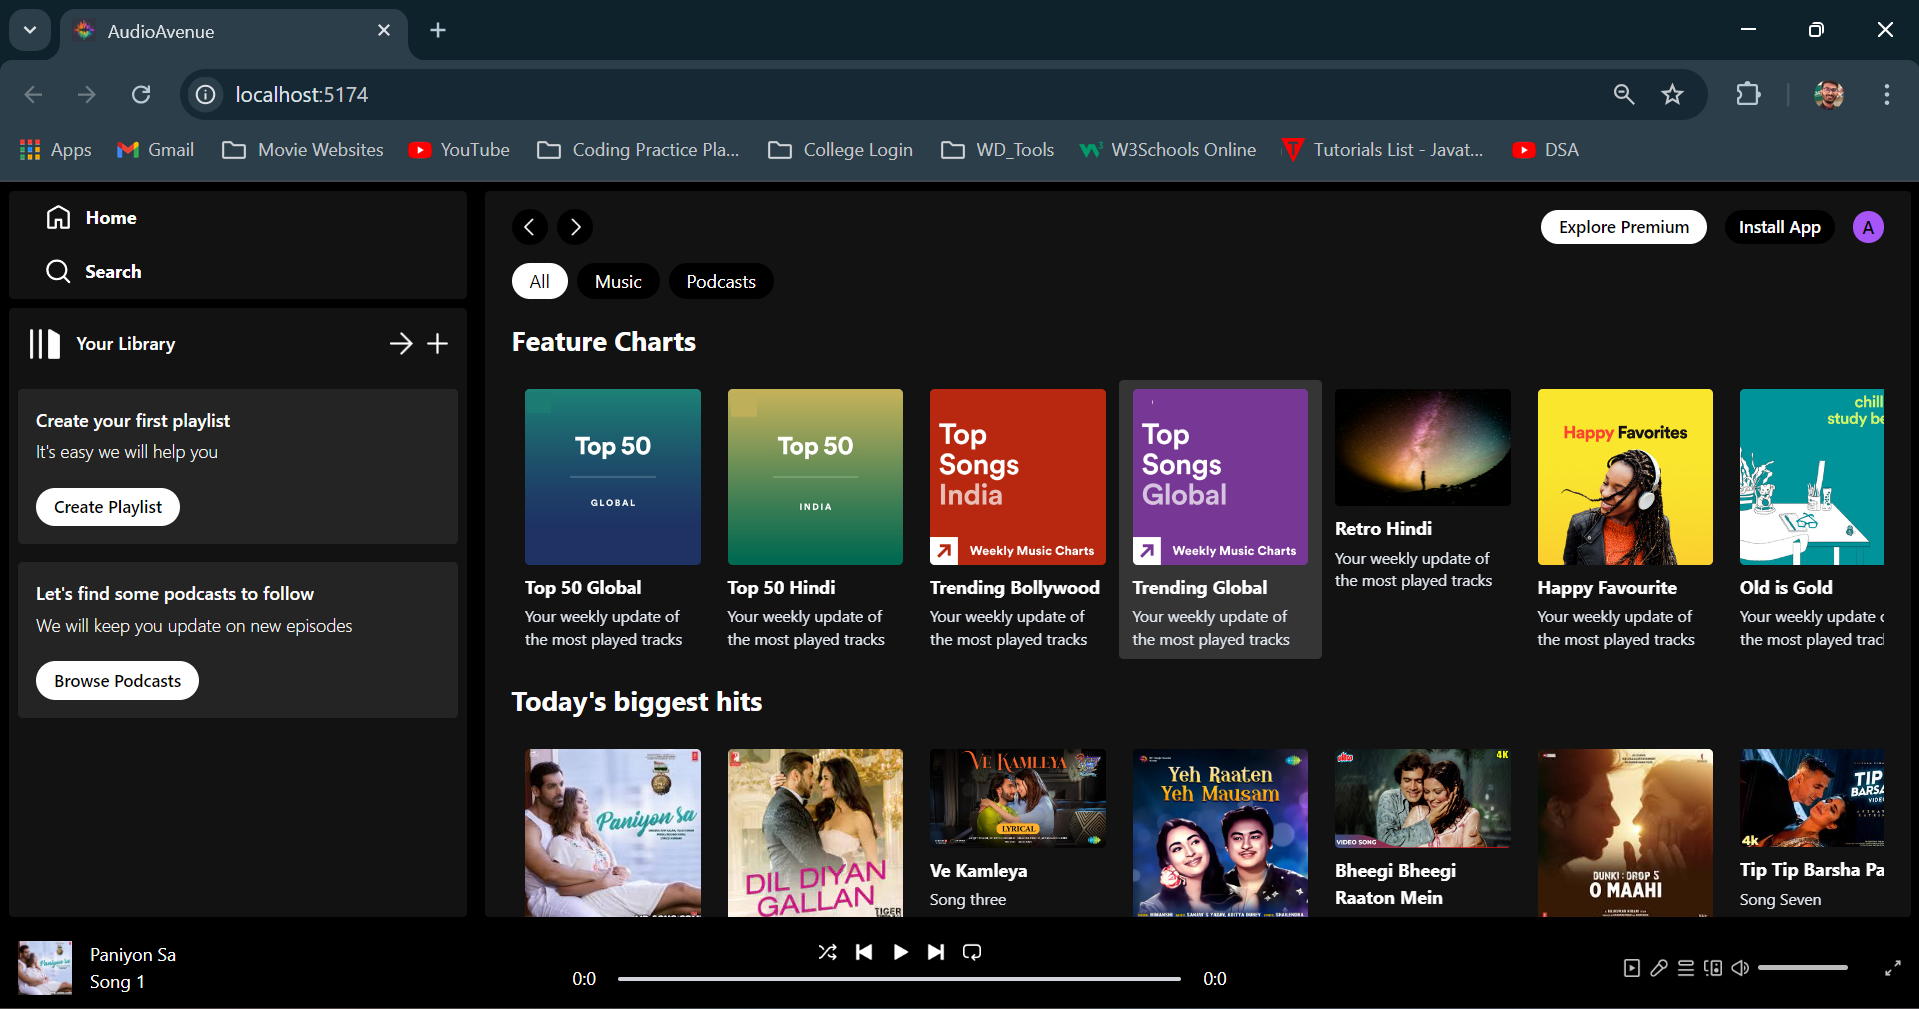 AudioAvenue
localhost:5174
Apps
Gmail
Movie Websites
YouTube
Coding Practice Pla...
College Login
WD_Tools
W3Schools Online
Tutorials List - Javat...
DSA
Home
Search
Your Library
Create your first playlist
It's easy we will help you
Create Playlist
Let's find some podcasts to follow
We will keep you update on new episodes
Browse Podcasts
Explore Premium
Install App
A
All
Music
Podcasts
Feature Charts
Top 50
GLOBAL
Top 50 Global
Your weekly update of
the most played tracks
Top 50
INDIA
Top 50 Hindi
Your weekly update of
the most played tracks
Top
Songs
India
Weekly Music Charts
Trending Bollywood
Your weekly update of
the most played tracks
Top
Songs
Global
Weekly Music Charts
Trending Global
Your weekly update of
the most played tracks
Retro Hindi
Your weekly update of
the most played tracks
Happy Favorites
Happy Favourite
Your weekly update of
the most played tracks
chill
study be
Old is Gold
Your weekly update
the most played trac
Today's biggest hits
Paniyon Sa
DIL DIYAN
GALLAN
TIGER
VE KAMLEYA
LYRICAL
Ve Kamleya
Song three
Yeh Raaten
Yeh Mausam
4K
VIDEO SONG
Bheegi Bheegi
Raaton Mein
DUNKI : DROP 5
O MAAHI
TIP
BARSA
4k
Tip Tip Barsha Pa
Song Seven
Paniyon Sa
Song 1
0:0
0:0